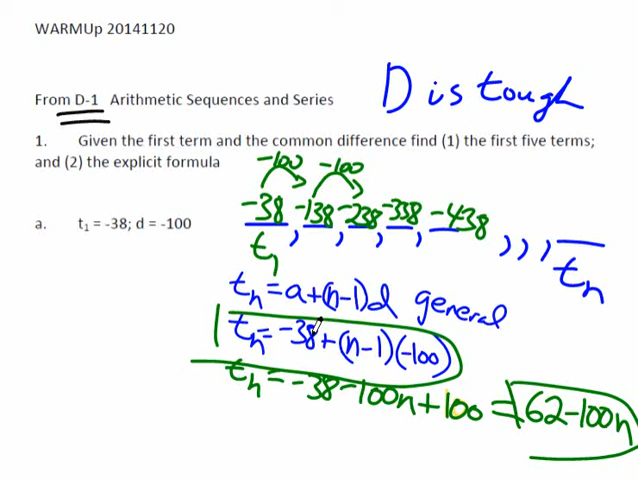 WARMUp 20141120
D is tough
From D-1 Arithmetic Sequences and Series
1. Given the first term and the common difference find (1) the first five terms;
and (2) the explicit formula
-100 -100
a. t₁ = -38; d = -100
-38, -138, -238, -338, -438, , , , __
t₁ tₙ
tₙ = a+(n-1)d general
tₙ = -38+(n-1)(-100)
tₙ = -38-100n+100 = 62-100n